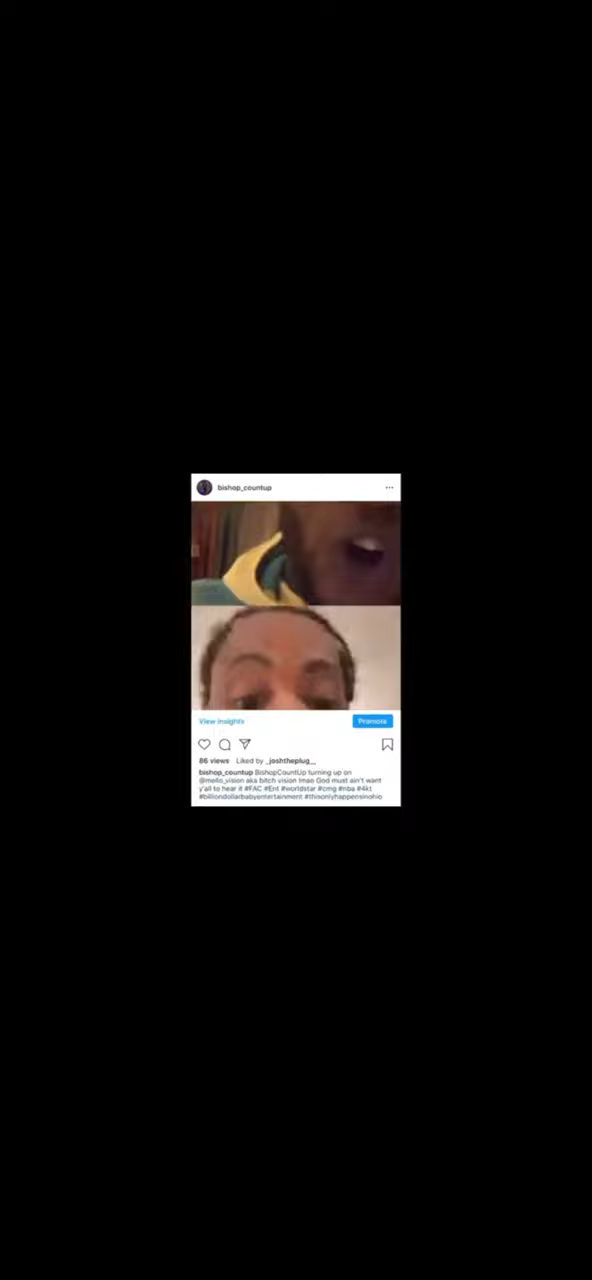 bishop_countup
View Insights
Promote
86 views Liked by _joshtheplug__
bishop_countup BishopCountUp turning up on
@mello_vision aka bitch vision lmao God must ain't want
y'all to hear it #FAC #Ent #worldstar #cmg #nba #4kt
#billiondollarbabyentertainment #thisonlyhappensinohio